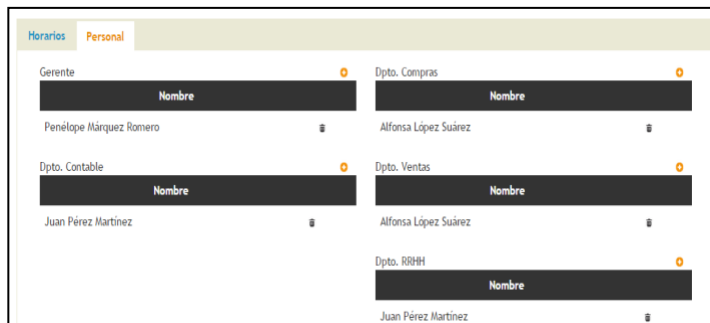 Horarios Personal
Gerente
Nombre
Penélope Márquez Romero
Dpto. Contable
Nombre
Juan Pérez Martínez
Dpto. Compras
Nombre
Alfonsa López Suárez
Dpto. Ventas
Nombre
Alfonsa López Suárez
Dpto. RRHH
Nombre
Juan Pérez Martínez